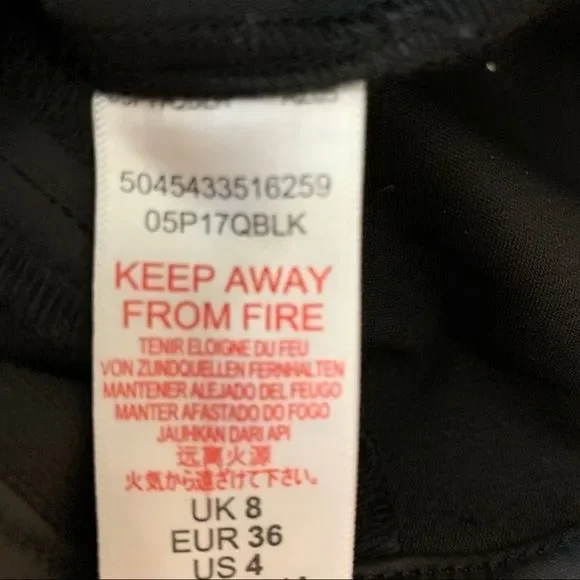 5045433516259
05P17QBLK
KEEP AWAY
FROM FIRE
TENIR ELOIGNE DU FEU
VON ZUNDQUELLEN FERNHALTEN
MANTENER ALEJADO DEL FEUGO
MANTER AFASTADO DO FOGO
JAUHKAN DARI API
远离火源
火気から遠ざけて下さい。
UK 8
EUR 36
US 4